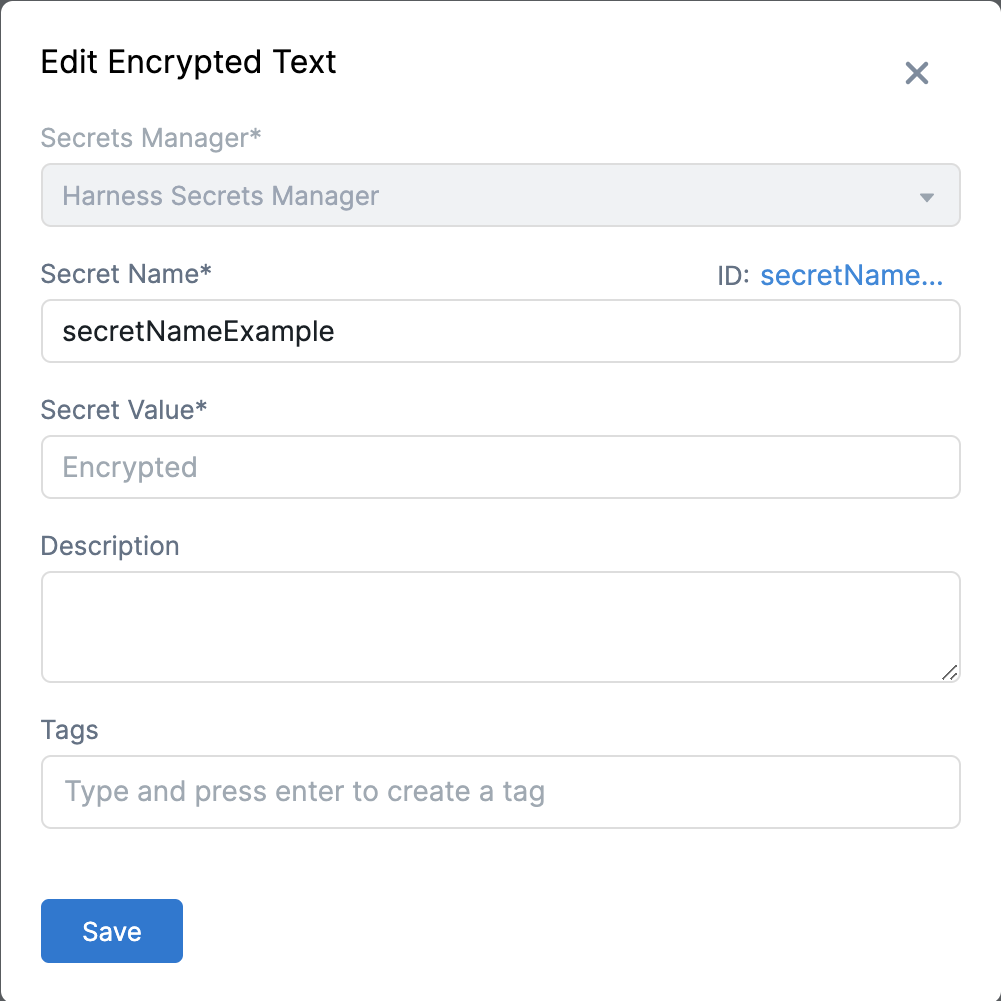 Edit Encrypted Text
Secrets Manager*
Harness Secrets Manager
Secret Name*
ID: secretName...
secretNameExample
Secret Value*
Encrypted
Description
Tags
Type and press enter to create a tag
Save